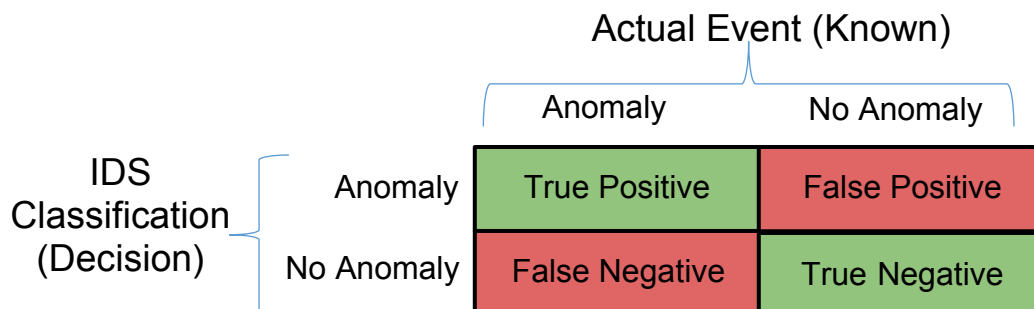 Actual Event (Known)
Anomaly No Anomaly
IDS
Classification
(Decision)
Anomaly True Positive False Positive
No Anomaly False Negative True Negative